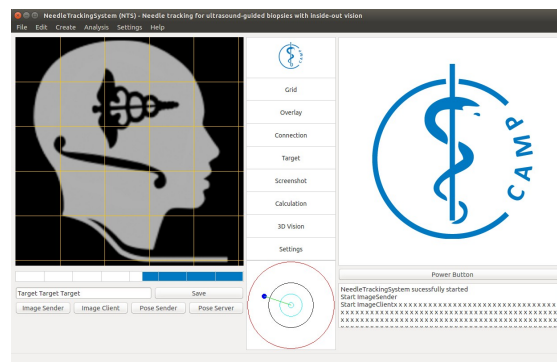 NeedleTrackingSystem (NTS) - Needle tracking for ultrasound-guided biopsies with inside-out vision
File Edit Create Analysis Settings Help
Grid
Overlay
Connection
Target
Screenshot
Calculation
3D Vision
Settings
CAMP
Target Target Target
Save
Image Sender
Image Client
Pose Sender
Pose Server
Power Button
NeedleTrackingSystem sucessfully started
Start ImageSender
Start ImageClientx x x x x x x x x x x x x x x x x x x x x x x x x x x x x
x x x x x x x x x x x x x x x x x x x x x x x x x x x x x x x x x x x x x x x
x x x x x x x x x x x x x x x x x x x x x x x x x x x x x x x x x x x x x x x